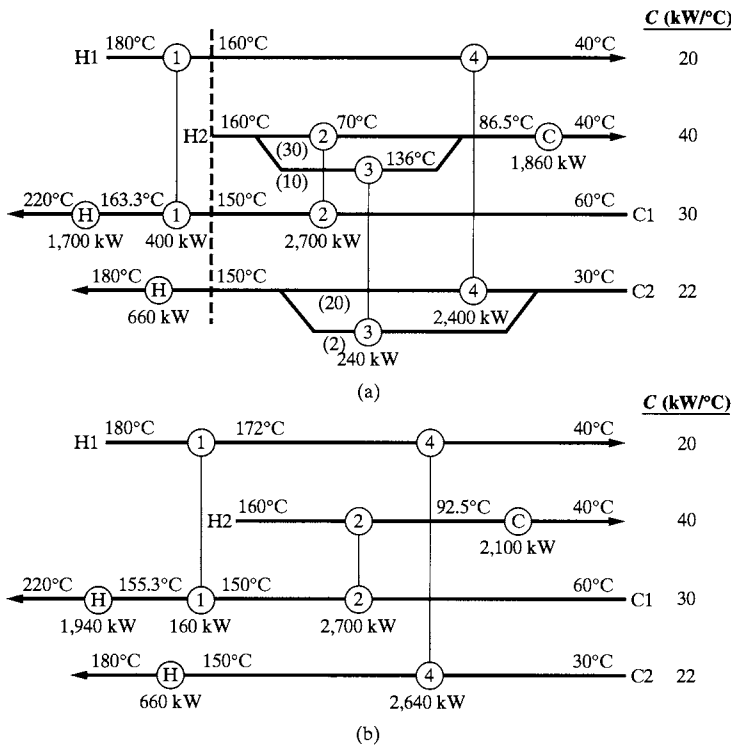 C (kW/°C)
H1 180°C 1 160°C 4 40°C 20
H2 160°C 2 70°C 86.5°C C 40°C 40
(30) 1,860 kW
(10) 3 136°C
220°C H 163.3°C 1 150°C 2 60°C C1 30
1,700 kW 400 kW 2,700 kW
180°C H 150°C 4 30°C C2 22
660 kW (20) 2,400 kW
(2) 3
240 kW
(a)
C (kW/°C)
H1 180°C 1 172°C 4 40°C 20
H2 160°C 2 92.5°C C 40°C 40
2,100 kW
220°C H 155.3°C 1 150°C 2 60°C C1 30
1,940 kW 160 kW 2,700 kW
180°C H 150°C 4 30°C C2 22
660 kW 2,640 kW
(b)